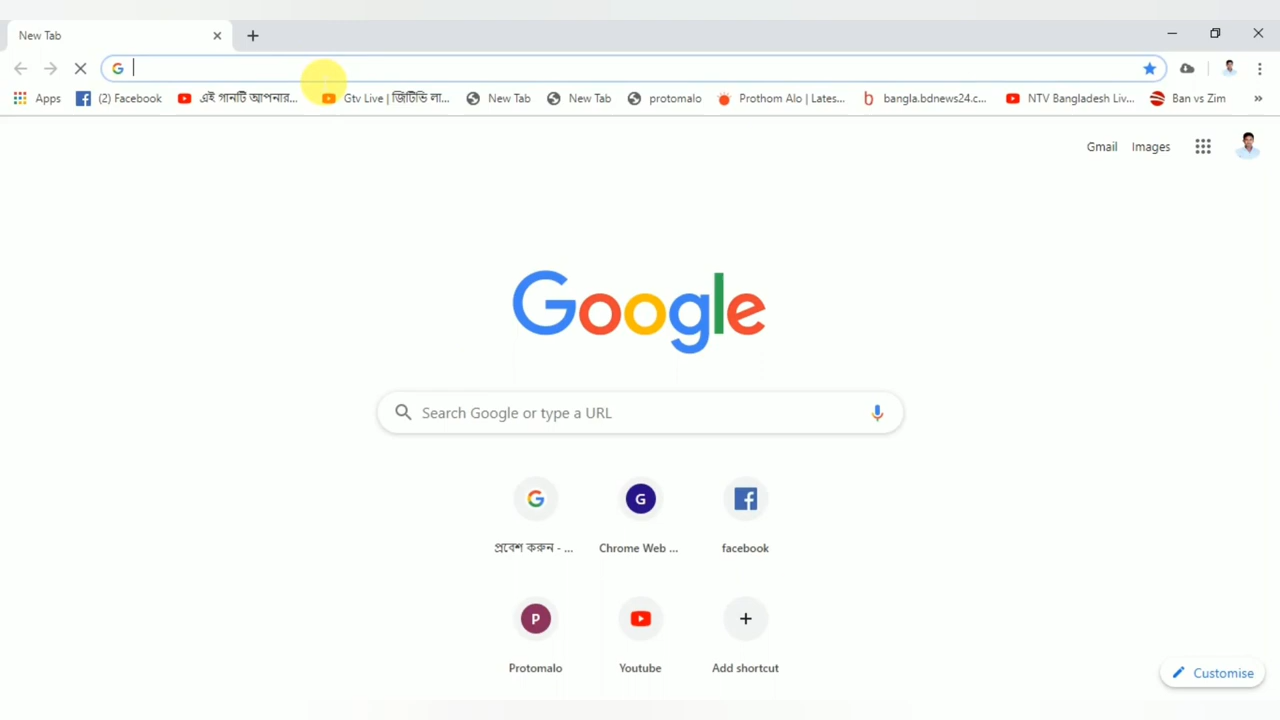 New Tab
Apps (2) Facebook এই গানটি আপনার... Gtv Live | জিটিভি লা... New Tab New Tab protomalo Prothom Alo | Lates... bangla.bdnews24.c... NTV Bangladesh Liv... Ban vs Zim »
Gmail Images
Google
Search Google or type a URL
G
প্রবেশ করুন - ... Chrome Web ... facebook
P
Protomalo Youtube Add shortcut
Customise